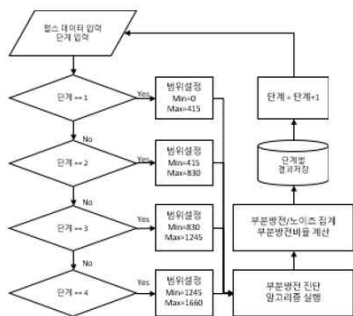 펄스 데이터 입력
단계 입력
단계 == 1
Yes
범위설정
Min=0
Max=415
단계 = 단계+1
No
단계 == 2
Yes
범위설정
Min=415
Max=830
단계별
결과저장
No
단계 == 3
Yes
범위설정
Min=830
Max=1245
부분방전/노이즈 집계
부분방전비율 계산
No
단계 == 4
Yes
범위설정
Min=1245
Max=1660
부분방전 진단
알고리즘 실행